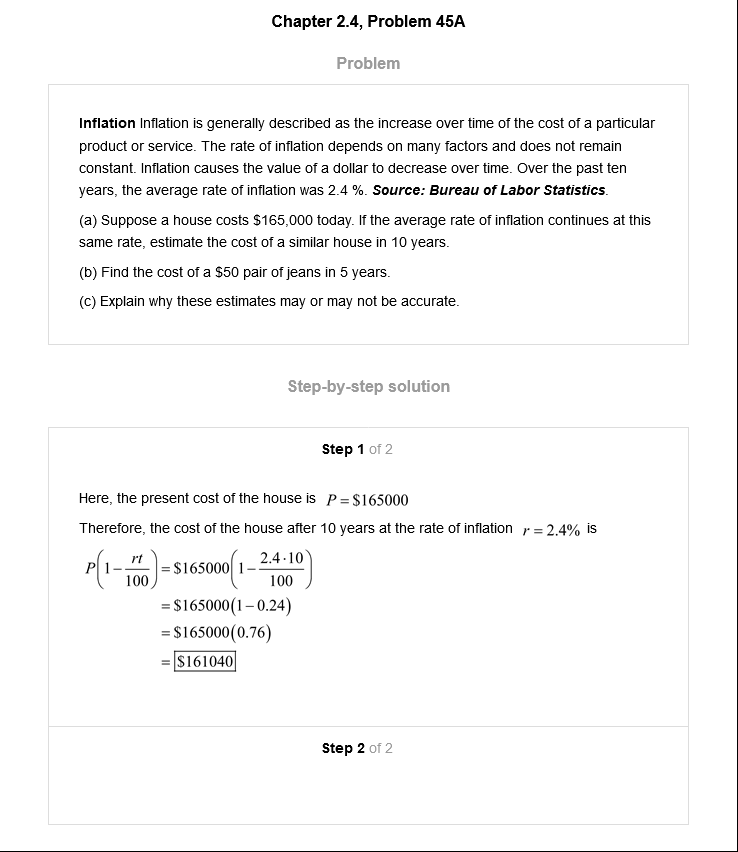 Chapter 2.4, Problem 45A
Problem
Inflation Inflation is generally described as the increase over time of the cost of a particular
product or service. The rate of inflation depends on many factors and does not remain
constant. Inflation causes the value of a dollar to decrease over time. Over the past ten
years, the average rate of inflation was 2.4 %. Source: Bureau of Labor Statistics.
(a) Suppose a house costs $165,000 today. If the average rate of inflation continues at this
same rate, estimate the cost of a similar house in 10 years.
(b) Find the cost of a $50 pair of jeans in 5 years.
(c) Explain why these estimates may or may not be accurate.
Step-by-step solution
Step 1 of 2
Here, the present cost of the house is P = $165000
Therefore, the cost of the house after 10 years at the rate of inflation r = 2.4% is
P(1 − rt/100) = $165000(1 − 2.4·10/100)
= $165000(1 − 0.24)
= $165000(0.76)
= $161040
Step 2 of 2